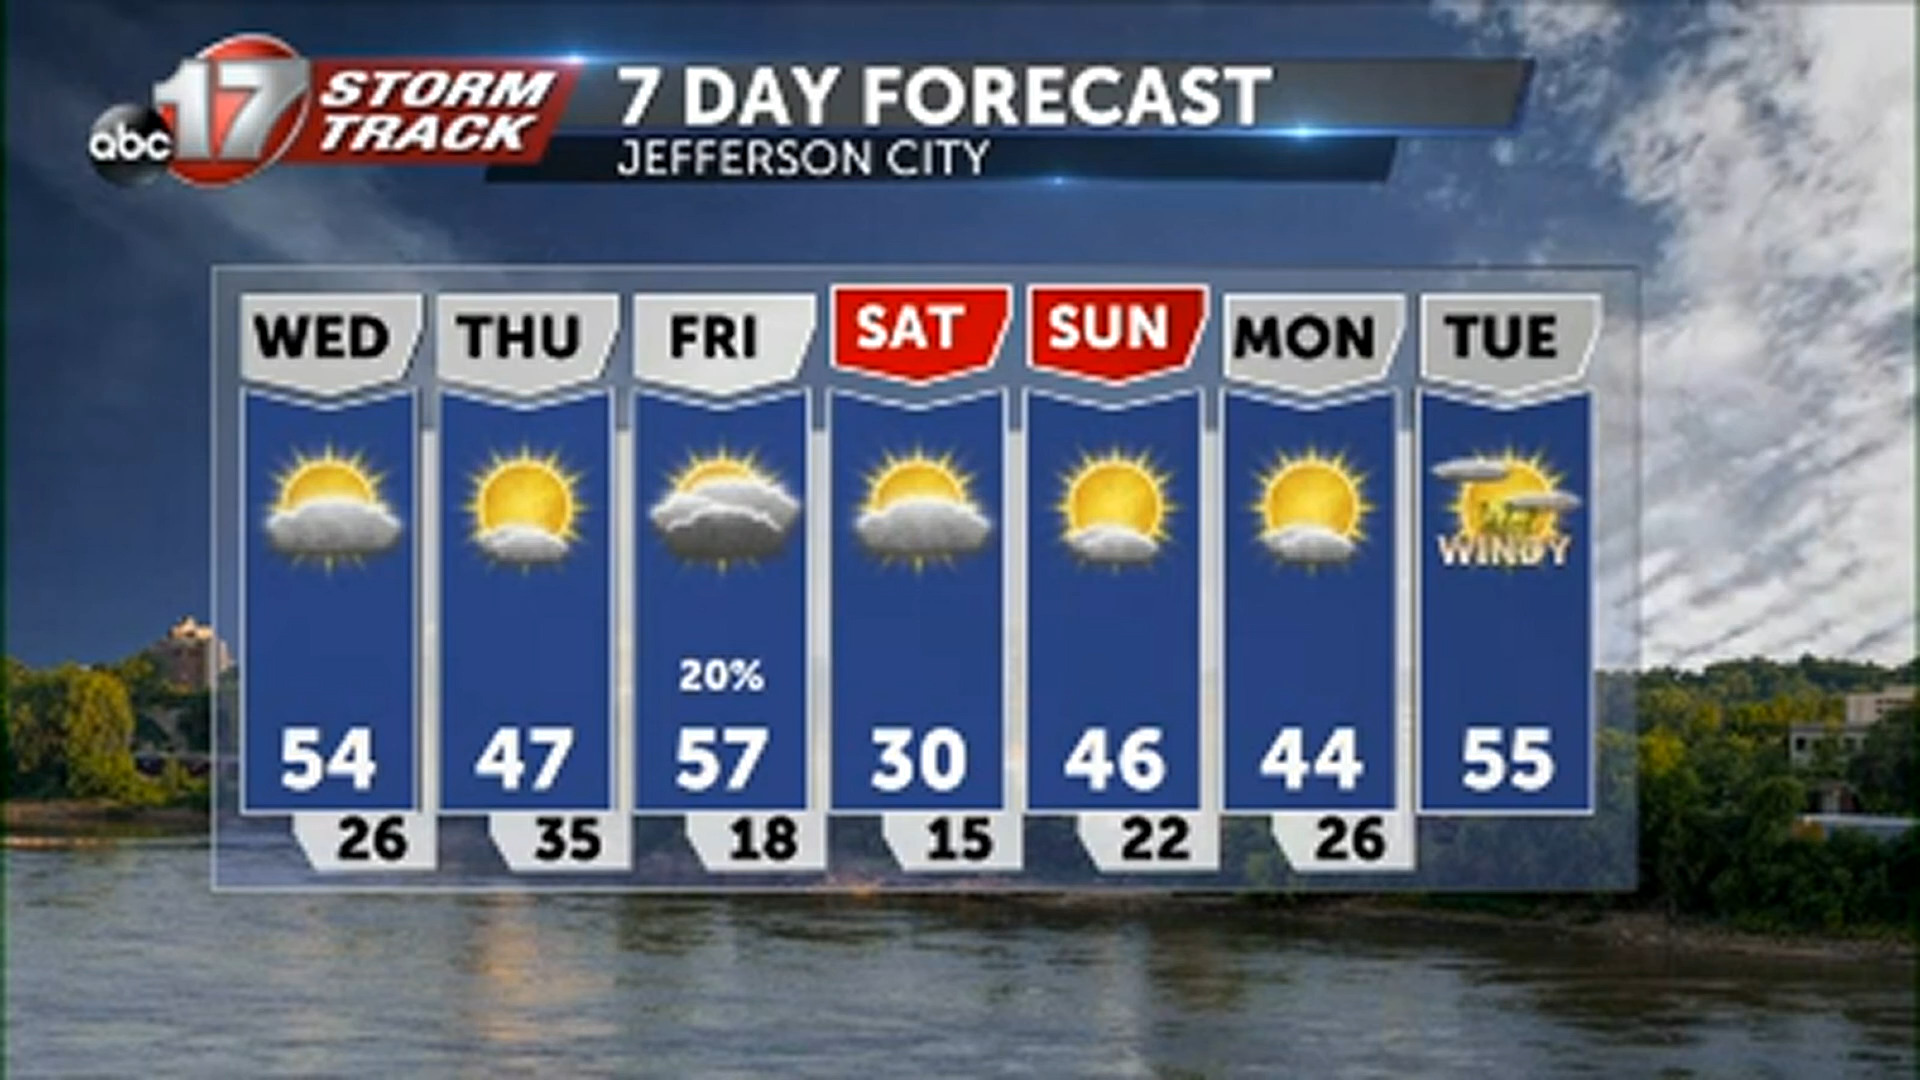 abc 17 STORM TRACK
7 DAY FORECAST
JEFFERSON CITY
WED THU FRI SAT SUN MON TUE
WINDY
20%
54 47 57 30 46 44 55
26 35 18 15 22 26